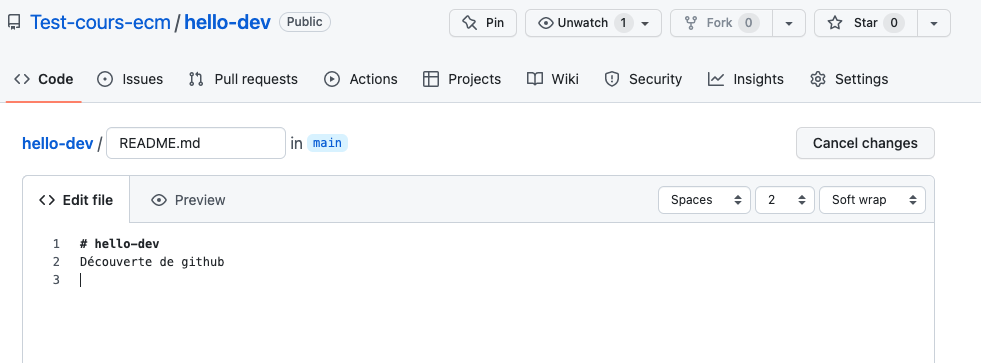 Test-cours-ecm / hello-dev Public Pin Unwatch 1 Fork 0 Star 0
Code Issues Pull requests Actions Projects Wiki Security Insights Settings
hello-dev / README.md in main Cancel changes
Edit file Preview Spaces 2 Soft wrap
1 # hello-dev
2 Découverte de github
3